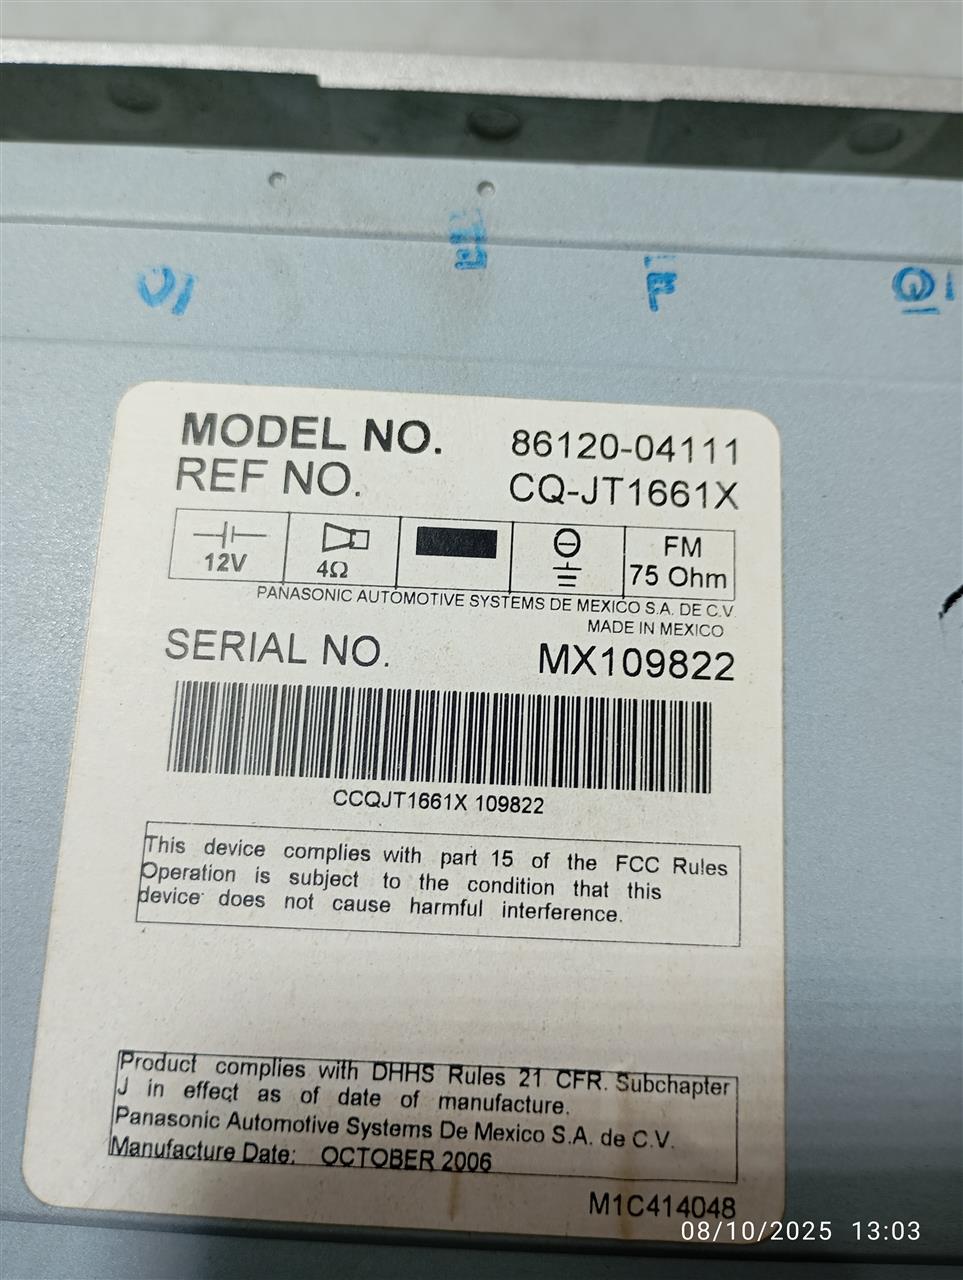 MODEL NO. 86120-04111
REF NO. CQ-JT1661X
12V 4Ω FM
75 Ohm
PANASONIC AUTOMOTIVE SYSTEMS DE MEXICO S.A. DE C.V
MADE IN MEXICO
SERIAL NO. MX109822
CCQJT1661X 109822
This device complies with part 15 of the FCC Rules
Operation is subject to the condition that this
device does not cause harmful interference.
Product complies with DHHS Rules 21 CFR. Subchapter
J in effect as of date of manufacture.
Panasonic Automotive Systems De Mexico S.A. de C.V.
Manufacture Date: OCTOBER 2006
M1C414048
08/10/2025 13:03